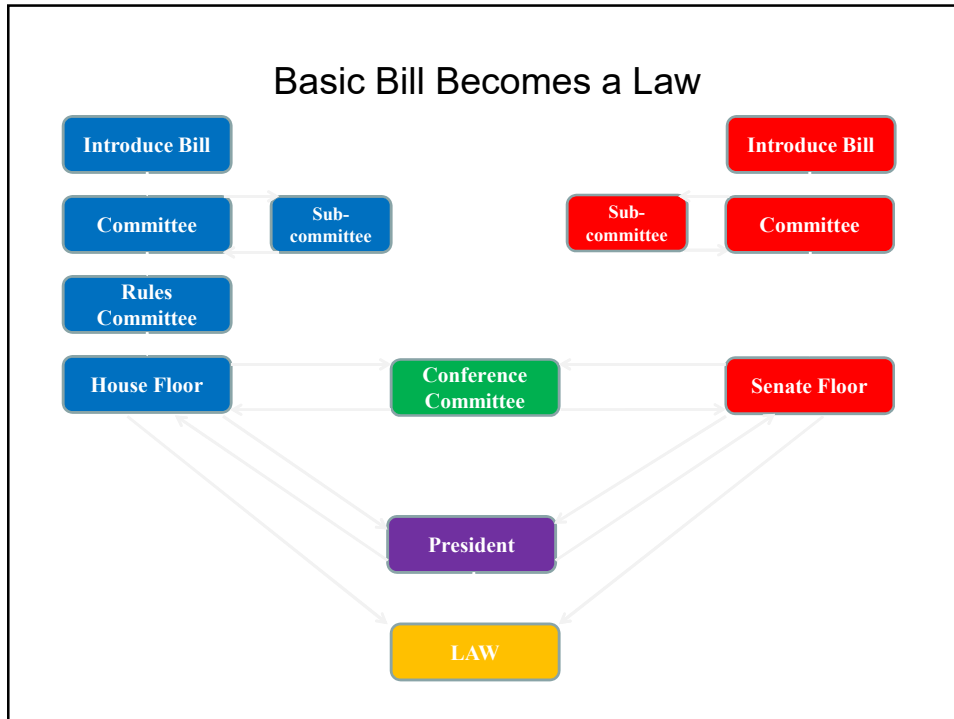 Basic Bill Becomes a Law
Introduce Bill
Introduce Bill
Committee
Sub-
committee
Sub-
committee
Committee
Rules
Committee
House Floor
Conference
Committee
Senate Floor
President
LAW